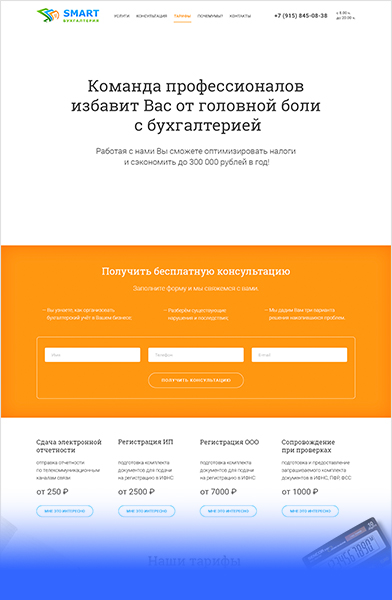 SMART
БУХГАЛТЕРИЯ
УСЛУГИ КОНСУЛЬТАЦИЯ ТАРИФЫ ПОЧЕМУ МЫ? КОНТАКТЫ
+7 (915) 845-08-38
с 8.00 ч.
до 20.00 ч.
Команда профессионалов
избавит Вас от головной боли
с бухгалтерией
Работая с нами Вы сможете оптимизировать налоги
и сэкономить до 300 000 рублей в год!
Получить бесплатную консультацию
Заполните форму и мы свяжемся с вами.
– Вы узнаете, как организовать
бухгалтерский учёт в Вашем бизнесе.
– Разберём существующие
нарушения и последствия.
– Мы дадим Вам три варианта
решения накопившихся проблем.
Имя
Телефон
E-mail
ПОЛУЧИТЬ КОНСУЛЬТАЦИЮ
Сдача электронной
отчетности
отправка отчетности
по телекоммуникационным
каналам связи
от 250 ₽
МНЕ ЭТО ИНТЕРЕСНО
Регистрация ИП
подготовка комплекта
документов для подачи
на регистрацию в ИФНС
от 2500 ₽
МНЕ ЭТО ИНТЕРЕСНО
Регистрация ООО
подготовка комплекта
документов для подачи
на регистрацию в ИФНС
от 7000 ₽
МНЕ ЭТО ИНТЕРЕСНО
Сопровождение
при проверках
подготовка и предоставление
запрашиваемого комплекта
документов в ИФНС, ПФР, ФСС
от 1000 ₽
МНЕ ЭТО ИНТЕРЕСНО
Наши тарифы